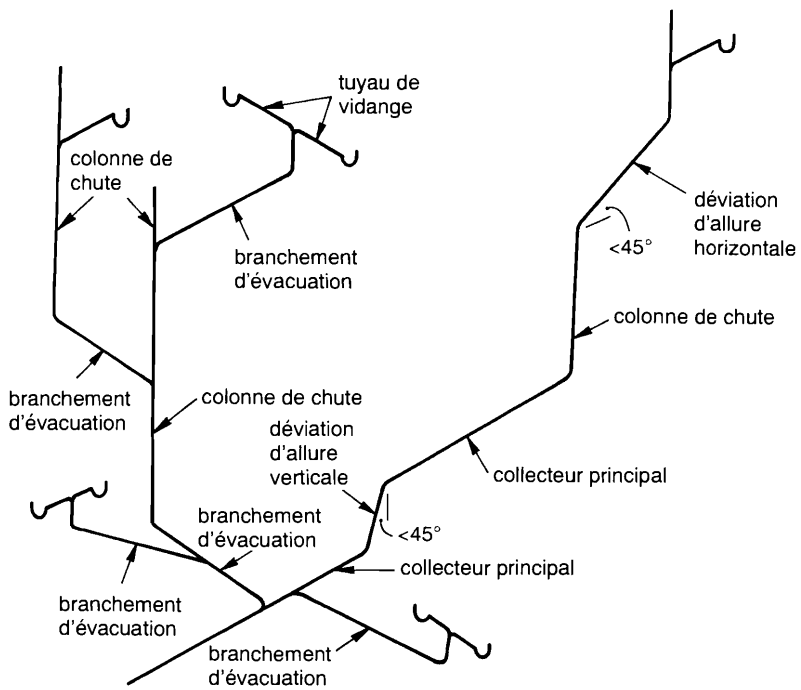 tuyau de
vidange
colonne de
chute
déviation
d'allure
horizontale
<45°
branchement
d'évacuation
colonne de chute
branchement
d'évacuation
colonne de chute
déviation
d'allure
verticale
collecteur principal
branchement
d'évacuation
<45°
collecteur principal
branchement
d'évacuation
branchement
d'évacuation